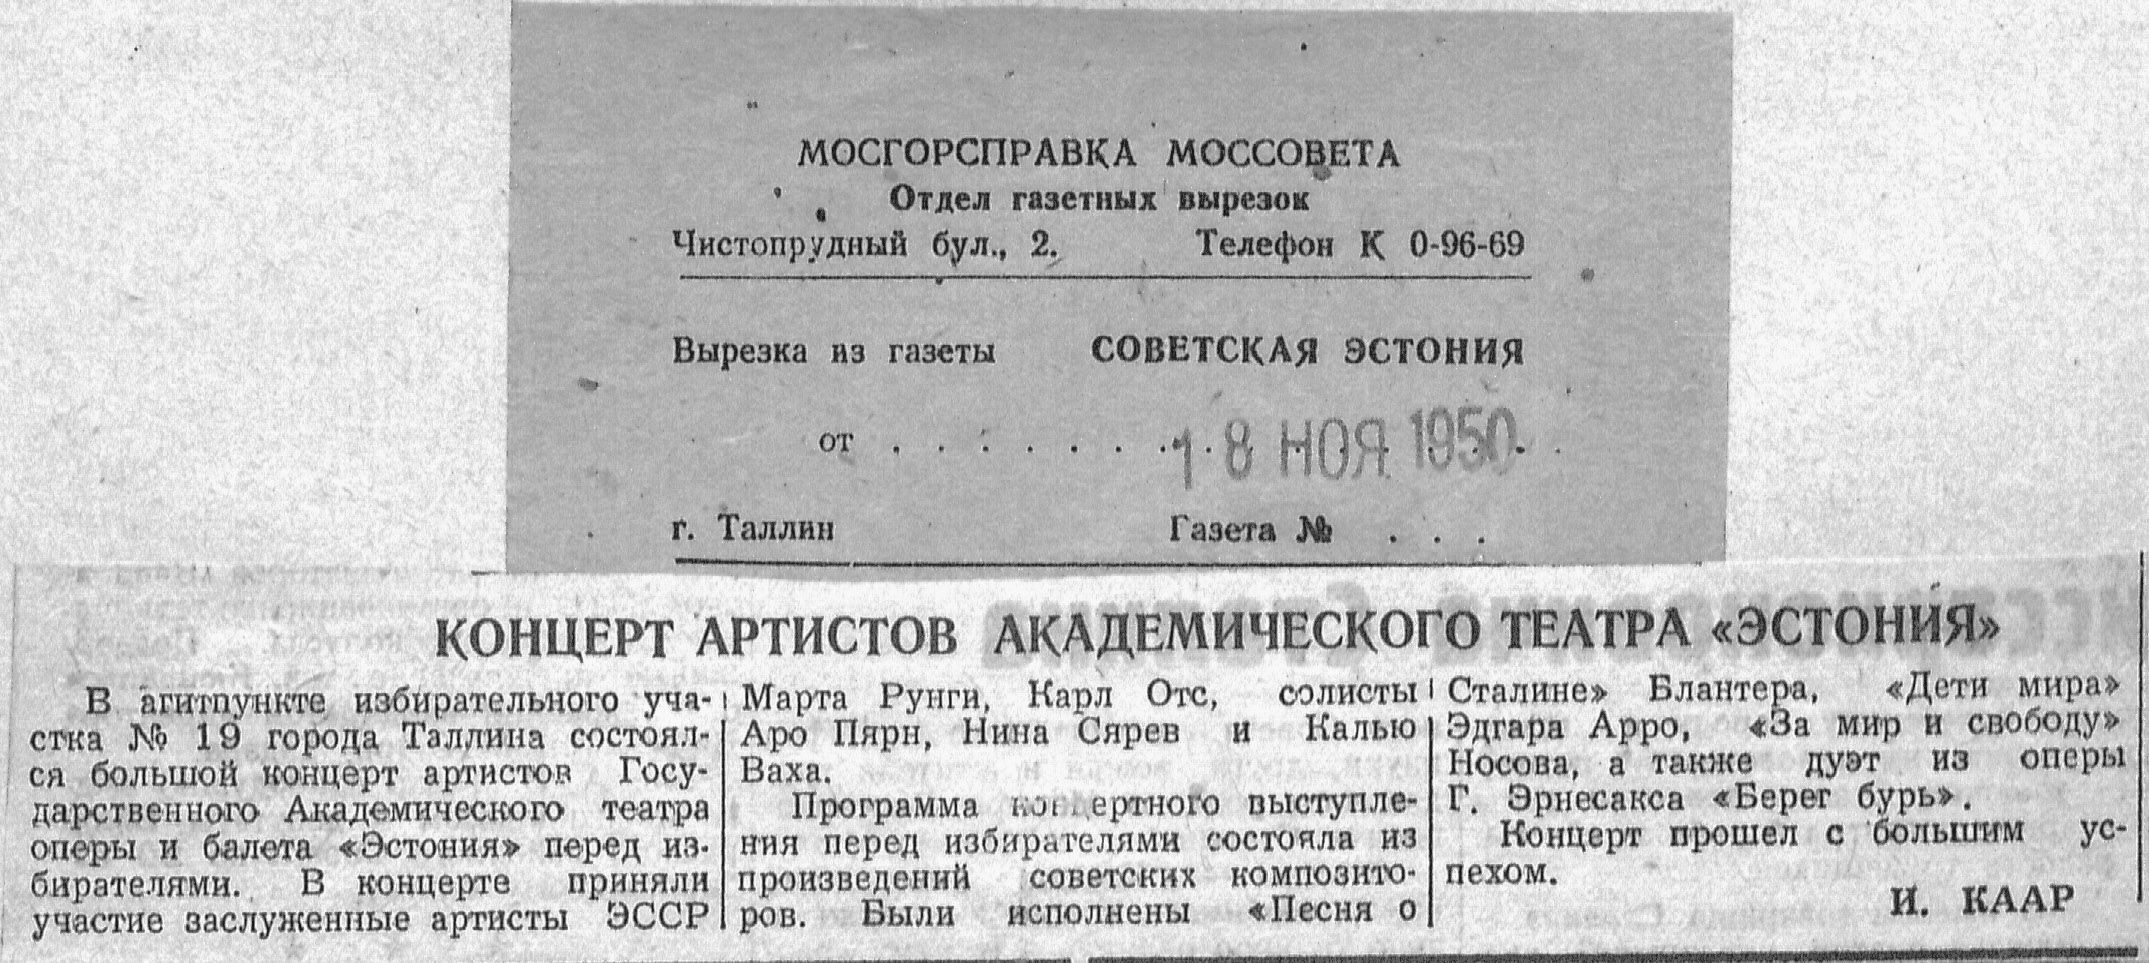 МОСГОРСПРАВКА МОССОВЕТА
Отдел газетных вырезок
Чистопрудный бул., 2. Телефон К 0-96-69
Вырезка из газеты СОВЕТСКАЯ ЭСТОНИЯ
от . . . . . . . . . 18 НОЯ 1950 . .
г. Таллин Газета № . . .
КОНЦЕРТ АРТИСТОВ АКАДЕМИЧЕСКОГО ТЕАТРА «ЭСТОНИЯ»
В агитпункте избирательного уча-
стка № 19 города Таллина состоял-
ся большой концерт артистов Госу-
дарственного Академического театра
оперы и балета «Эстония» перед из-
бирателями. В концерте приняли
участие заслуженные артисты ЭССР
Марта Рунги, Карл Отс, солисты
Аро Пярн, Нина Сярев и Калью
Ваха.
Программа концертного выступле-
ния перед избирателями состояла из
произведений советских композито-
ров. Были исполнены «Песня о
Сталине» Блантера, «Дети мира»
Эдгара Арро, «За мир и свободу»
Носова, а также дуэт из оперы
Г. Эрнесакса «Берег бурь».
Концерт прошел с большим ус-
пехом.
И. КААР